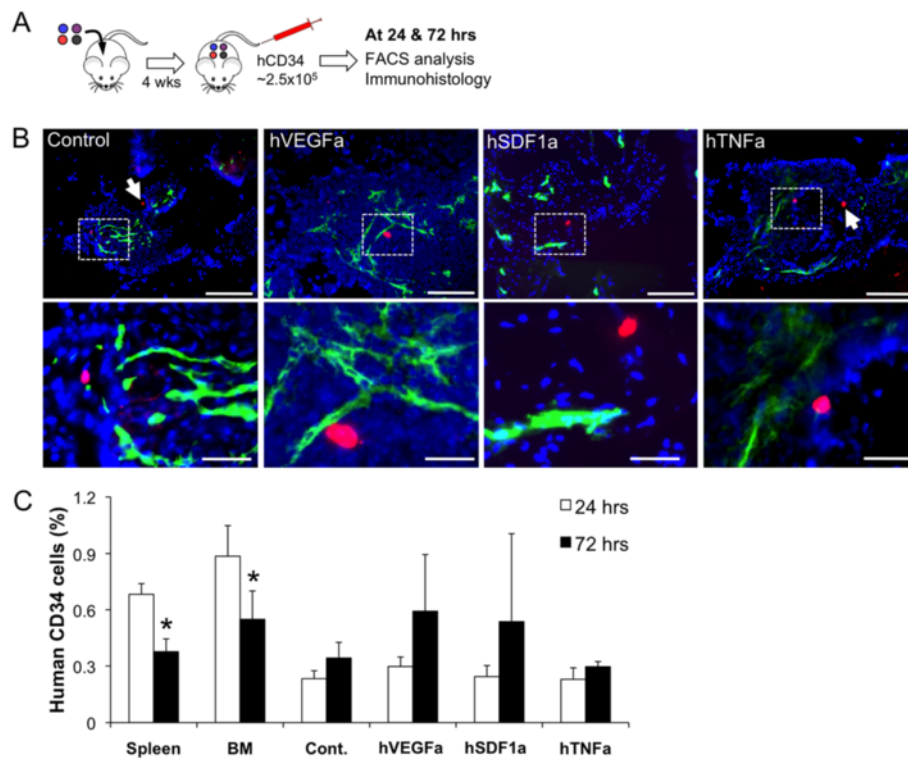 A
4 wks
hCD34
~2.5x10⁵
At 24 & 72 hrs
FACS analysis
Immunohistology
B
Control
hVEGFa
hSDF1a
hTNFa
C
Human CD34 cells (%)
1.2
0.9
0.6
0.3
0
24 hrs
72 hrs
*
*
Spleen BM Cont. hVEGFa hSDF1a hTNFa